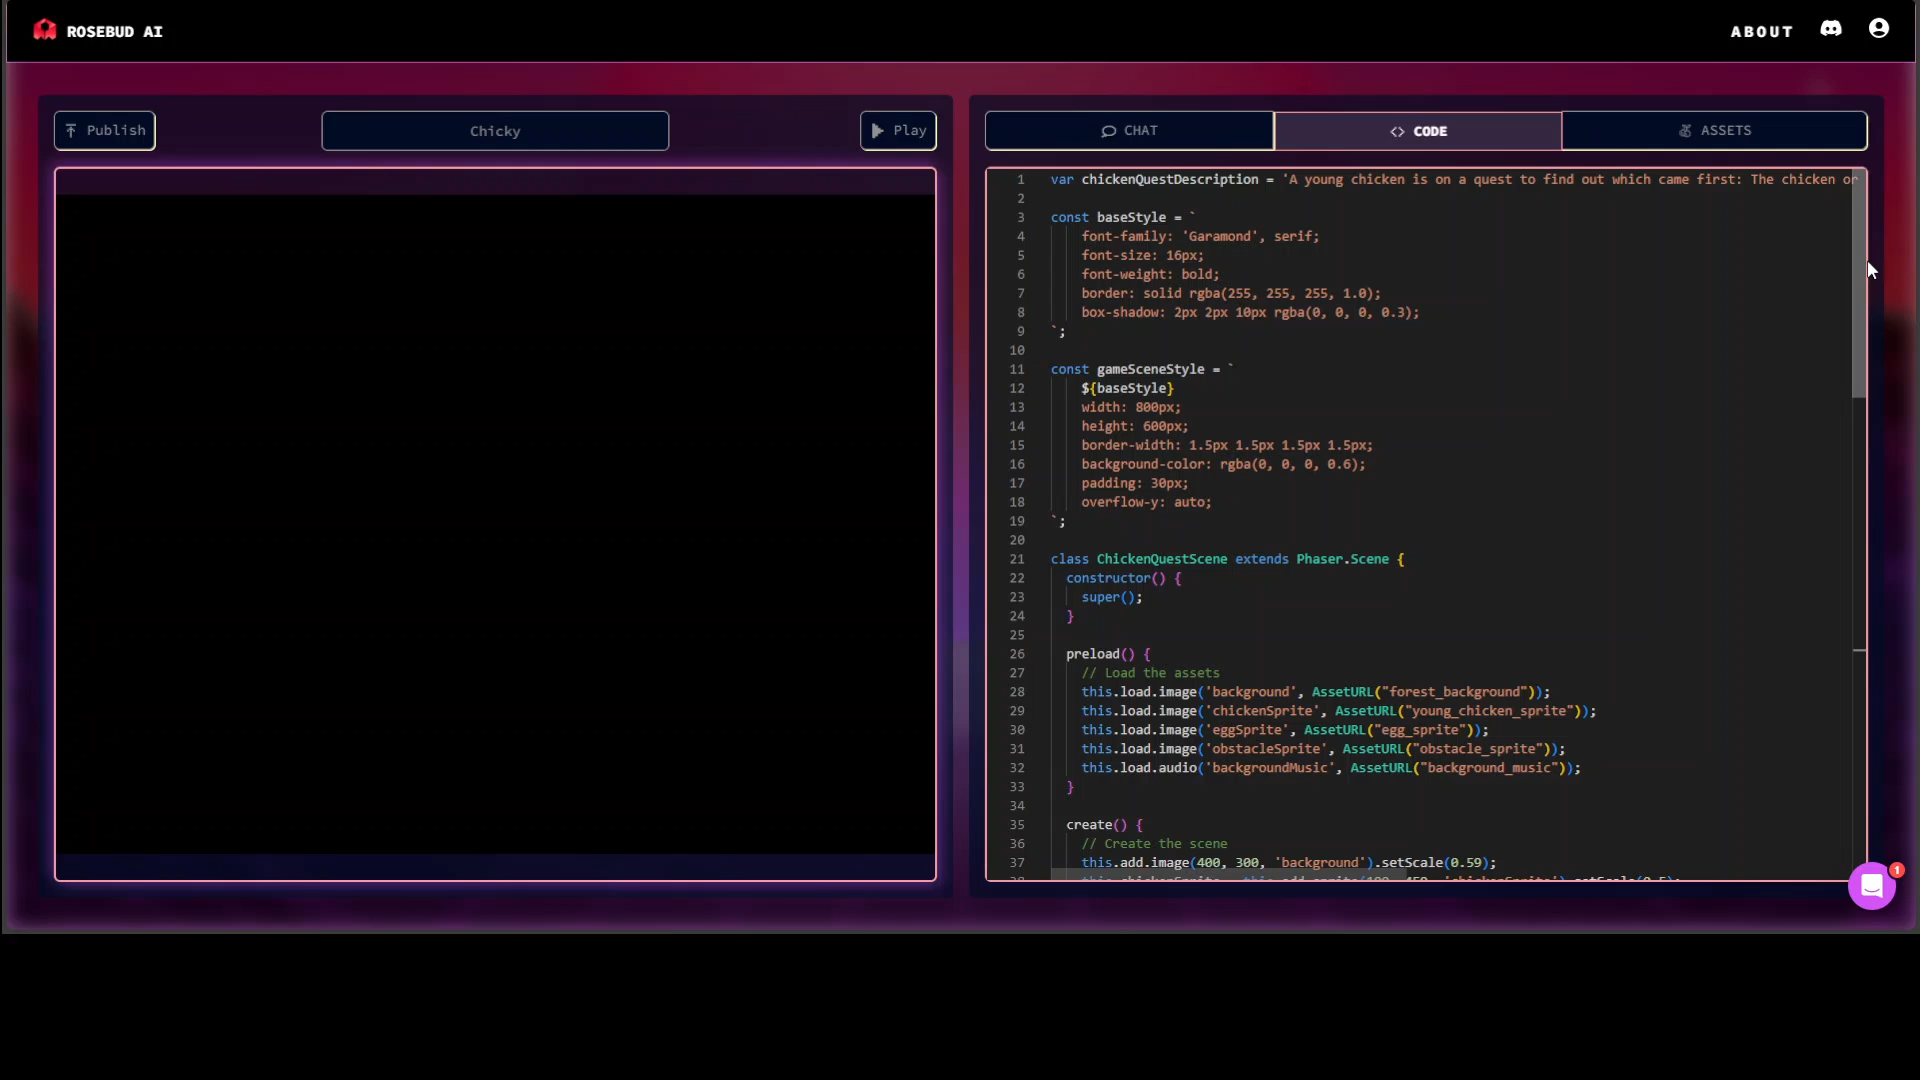 ROSEBUD AI
ABOUT
Publish
Chicky
Play
CHAT
<> CODE
ASSETS
1 var chickenQuestDescription = 'A young chicken is on a quest to find out which came first: The chicken or
2
3 const baseStyle = `
4 font-family: 'Garamond', serif;
5 font-size: 16px;
6 font-weight: bold;
7 border: solid rgba(255, 255, 255, 1.0);
8 box-shadow: 2px 2px 10px rgba(0, 0, 0, 0.3);
9 `;
10
11 const gameSceneStyle = `
12 ${baseStyle}
13 width: 800px;
14 height: 600px;
15 border-width: 1.5px 1.5px 1.5px 1.5px;
16 background-color: rgba(0, 0, 0, 0.6);
17 padding: 30px;
18 overflow-y: auto;
19 `;
20
21 class ChickenQuestScene extends Phaser.Scene {
22 constructor() {
23 super();
24 }
25
26 preload() {
27 // Load the assets
28 this.load.image('background', AssetURL("forest_background"));
29 this.load.image('chickenSprite', AssetURL("young_chicken_sprite"));
30 this.load.image('eggSprite', AssetURL("egg_sprite"));
31 this.load.image('obstacleSprite', AssetURL("obstacle_sprite"));
32 this.load.audio('backgroundMusic', AssetURL("background_music"));
33 }
34
35 create() {
36 // Create the scene
37 this.add.image(400, 300, 'background').setScale(0.59);
1